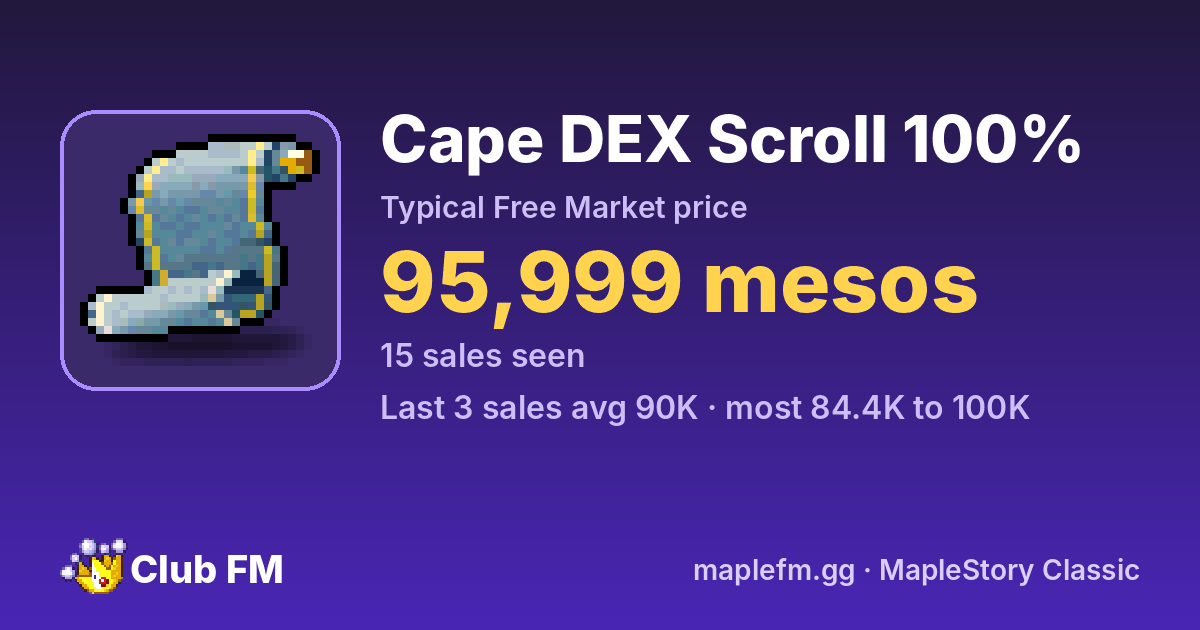 Cape DEX Scroll 100%
Typical Free Market price
95,999 mesos
15 sales seen
Last 3 sales avg 90K · most 84.4K to 100K
Club FM
maplefm.gg · MapleStory Classic